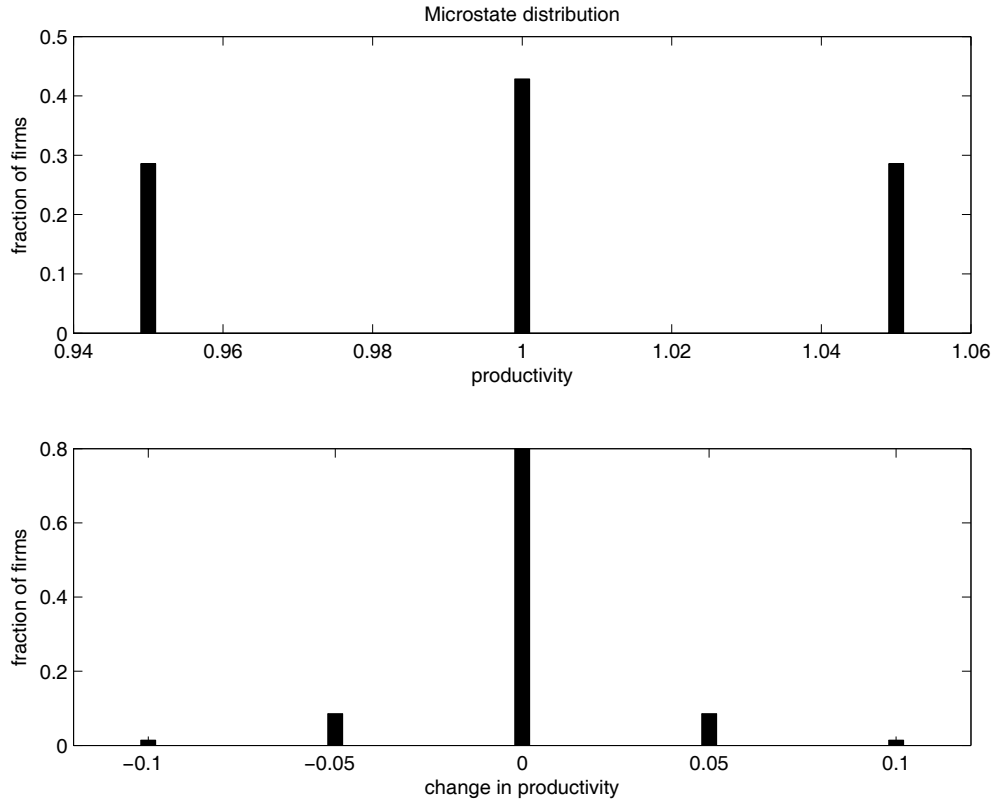 Microstate distribution
0.5
0.4
0.3
0.2
0.1
0
fraction of firms
0.94 0.96 0.98 1 1.02 1.04 1.06
productivity
0.8
0.6
0.4
0.2
0
fraction of firms
−0.1 −0.05 0 0.05 0.1
change in productivity